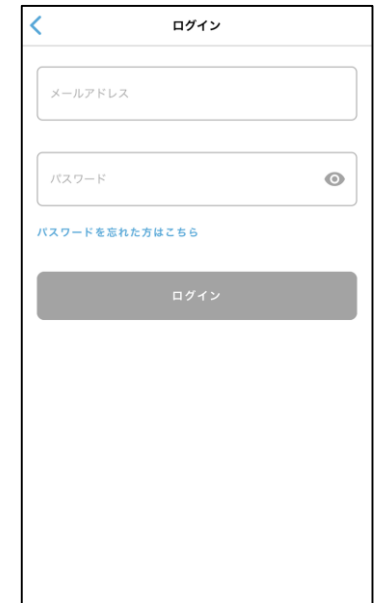 ログイン
メールアドレス
パスワード
パスワードを忘れた方はこちら
ログイン